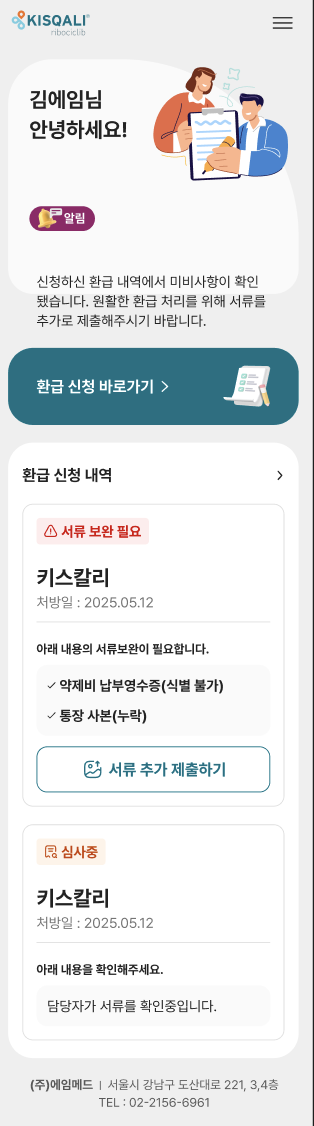 KISQALI®
ribociclib
김에임님
안녕하세요!
알림
신청하신 환급 내역에서 미비사항이 확인
됐습니다. 원활한 환급 처리를 위해 서류를
추가로 제출해주시기 바랍니다.
환급 신청 바로가기 >
환급 신청 내역 >
서류 보완 필요
키스칼리
처방일 : 2025.05.12
아래 내용의 서류보완이 필요합니다.
✓ 약제비 납부영수증(식별 불가)
✓ 통장 사본(누락)
서류 추가 제출하기
심사중
키스칼리
처방일 : 2025.05.12
아래 내용을 확인해주세요.
담당자가 서류를 확인중입니다.
(주)에임메드 | 서울시 강남구 도산대로 221, 3,4층
TEL : 02-2156-6961